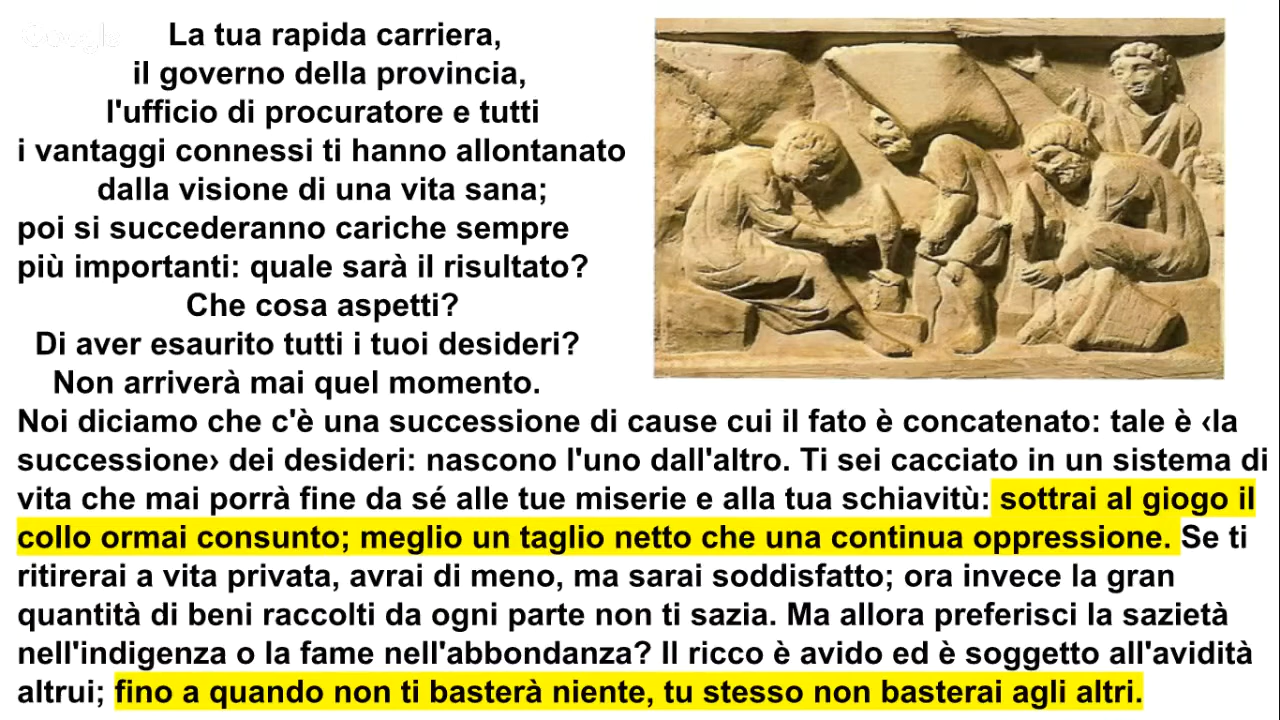 Google
La tua rapida carriera,
il governo della provincia,
l'ufficio di procuratore e tutti
i vantaggi connessi ti hanno allontanato
dalla visione di una vita sana;
poi si succederanno cariche sempre
più importanti: quale sarà il risultato?
Che cosa aspetti?
Di aver esaurito tutti i tuoi desideri?
Non arriverà mai quel momento.
Noi diciamo che c'è una successione di cause cui il fato è concatenato: tale è ‹la
successione› dei desideri: nascono l'uno dall'altro. Ti sei cacciato in un sistema di
vita che mai porrà fine da sé alle tue miserie e alla tua schiavitù: sottrai al giogo il
collo ormai consunto; meglio un taglio netto che una continua oppressione. Se ti
ritirerai a vita privata, avrai di meno, ma sarai soddisfatto; ora invece la gran
quantità di beni raccolti da ogni parte non ti sazia. Ma allora preferisci la sazietà
nell'indigenza o la fame nell'abbondanza? Il ricco è avido ed è soggetto all'avidità
altrui; fino a quando non ti basterà niente, tu stesso non basterai agli altri.